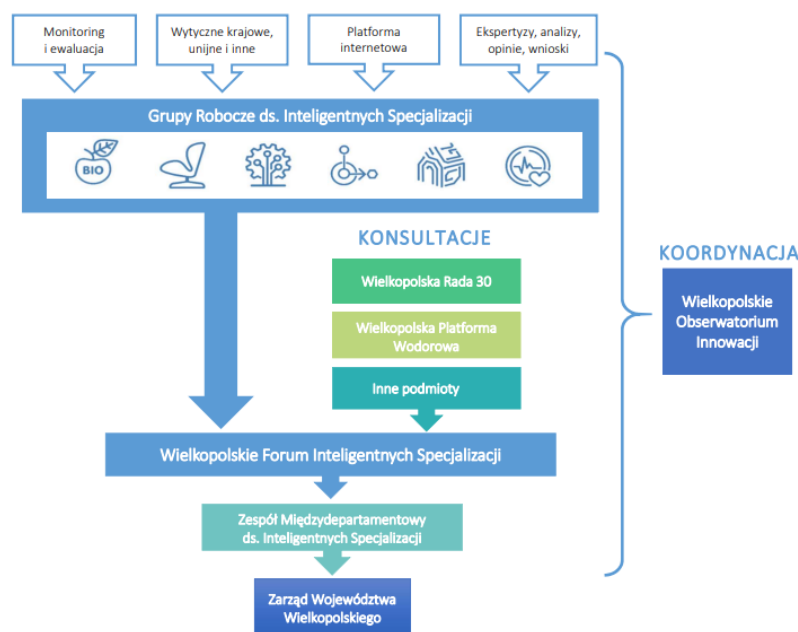 Monitoring
i ewaluacja
Wytyczne krajowe,
unijne i inne
Platforma
internetowa
Ekspertyzy, analizy,
opinie, wnioski
Grupy Robocze ds. Inteligentnych Specjalizacji
BIO
KONSULTACJE
Wielkopolska Rada 30
Wielkopolska Platforma
Wodorowa
Inne podmioty
KOORDYNACJA
Wielkopolskie
Obserwatorium
Innowacji
Wielkopolskie Forum Inteligentnych Specjalizacji
Zespół Międzydepartamentowy
ds. Inteligentnych Specjalizacji
Zarząd Województwa
Wielkopolskiego